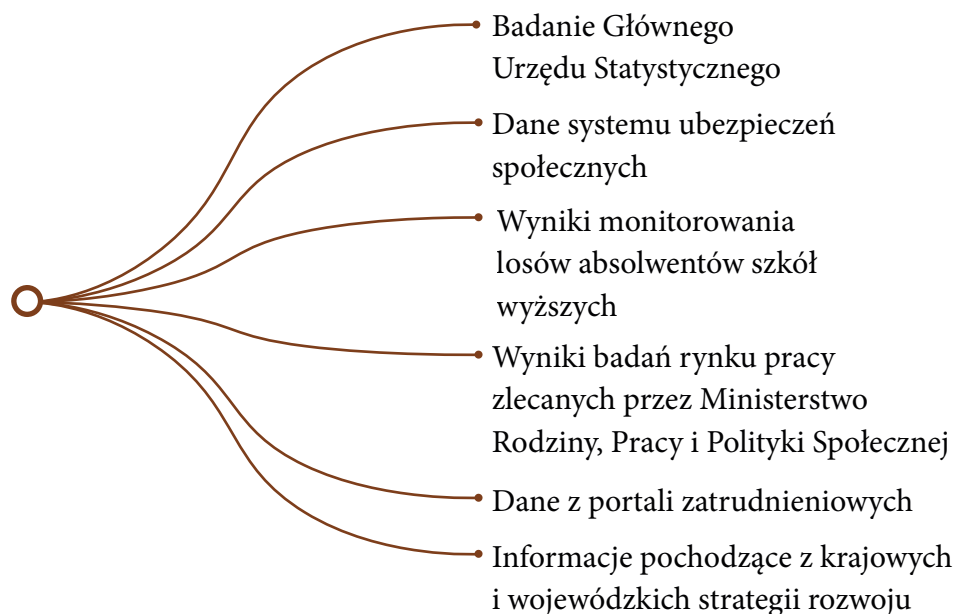 Badanie Głównego
Urzędu Statystycznego
Dane systemu ubezpieczeń
społecznych
Wyniki monitorowania
losów absolwentów szkół
wyższych
Wyniki badań rynku pracy
zlecanych przez Ministerstwo
Rodziny, Pracy i Polityki Społecznej
Dane z portali zatrudnieniowych
Informacje pochodzące z krajowych
i wojewódzkich strategii rozwoju